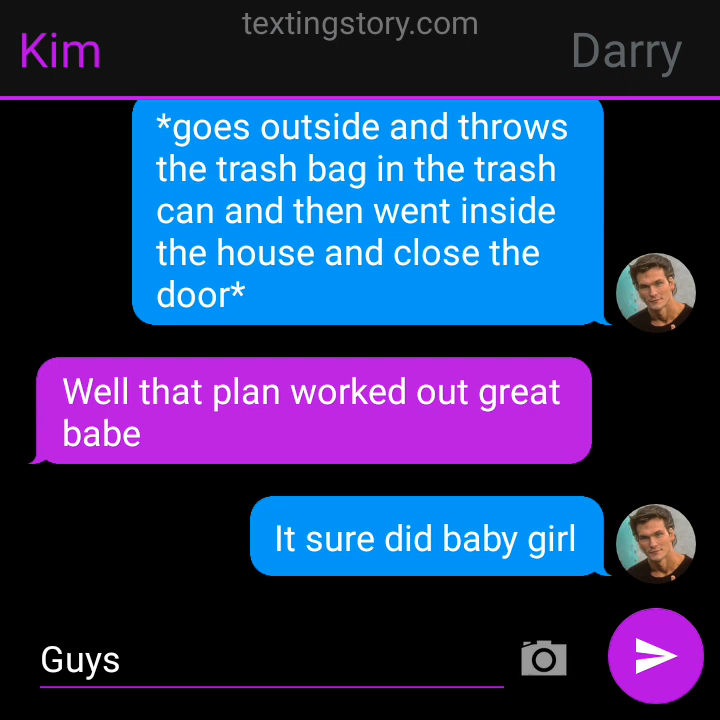 textingstory.com
Kim
Darry
*goes outside and throws
the trash bag in the trash
can and then went inside
the house and close the
door*
Well that plan worked out great
babe
It sure did baby girl
Guys